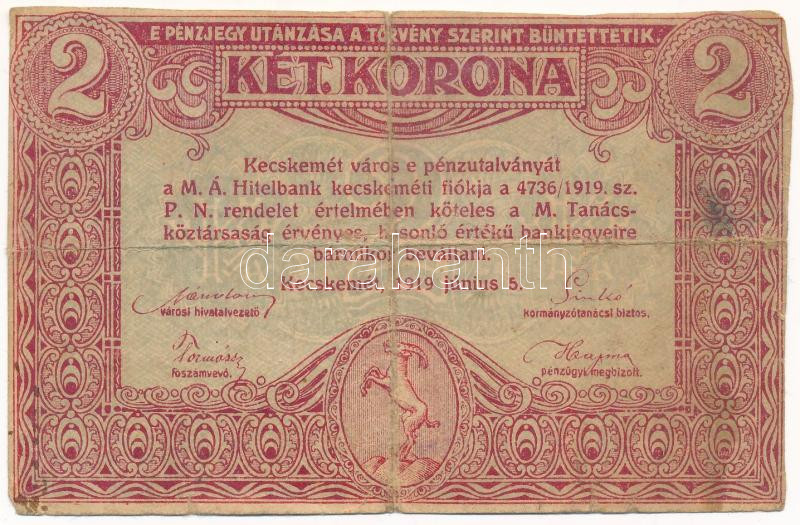 E PÉNZJEGY UTÁNZÁSA A TÖRVÉNY SZERINT BÜNTETTETIK.
2 KÉT KORONA 2
Kecskemét város e pénzutalványát
a M. Á. Hitelbank kecskeméti fiókja a 4736/1919. sz.
P. N. rendelet értelmében köteles a M. Tanács-
köztársaság érvényes, hasonló értékű bankjegyeire
bármikor beváltani.
Kecskemét, 1919 június 5.
városi hivatalvezető
kormányzótanácsi biztos.
főszámvevő.
pénzügyi megbízott.
darabanth.com